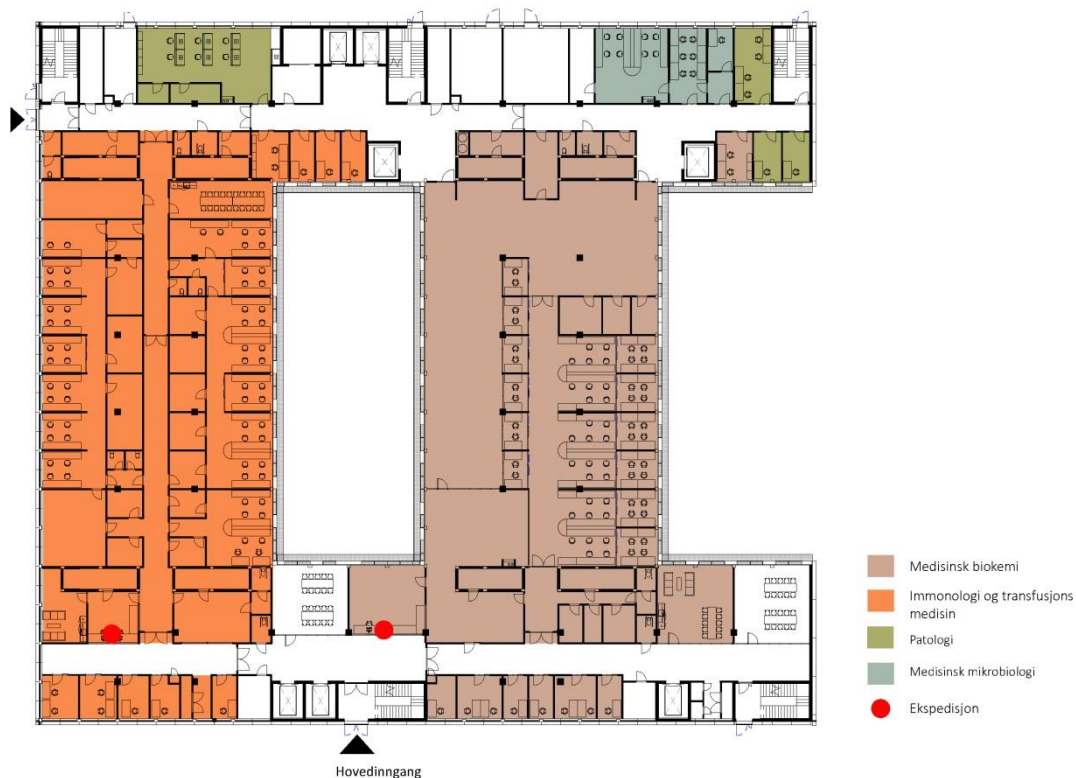 Medisinsk biokemi
Immonologi og transfusjons
medisin
Patologi
Medisinsk mikrobiologi
Ekspedisjon
Hovedinngang